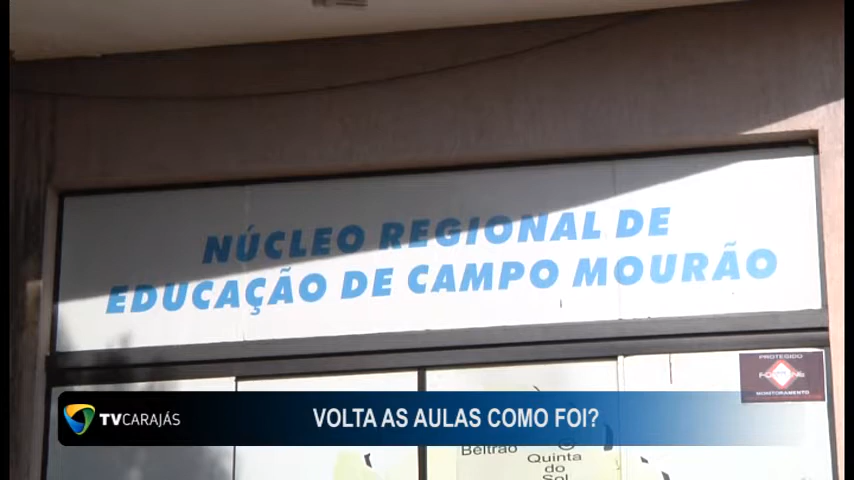 NÚCLEO REGIONAL DE
EDUCAÇÃO DE CAMPO MOURÃO
PROTEGIDO
MONITORAMENTO
TVCARAJÁS
VOLTA AS AULAS COMO FOI?
Beltrão
Quinta
do
Sol